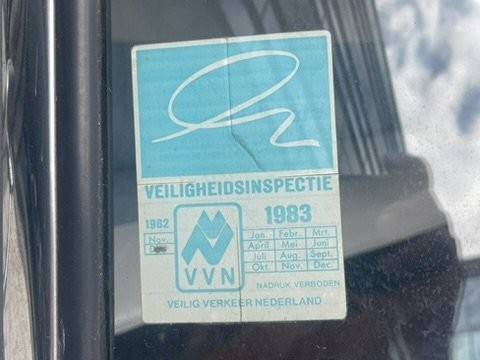 VEILIGHEIDSINSPECTIE
1982
Nov.
VVN
1983
Jan. Febr. Mrt.
April Mei Juni
Juli Aug. Sept.
Okt. Nov. Dec.
NADRUK VERBODEN
VEILIG VERKEER NEDERLAND